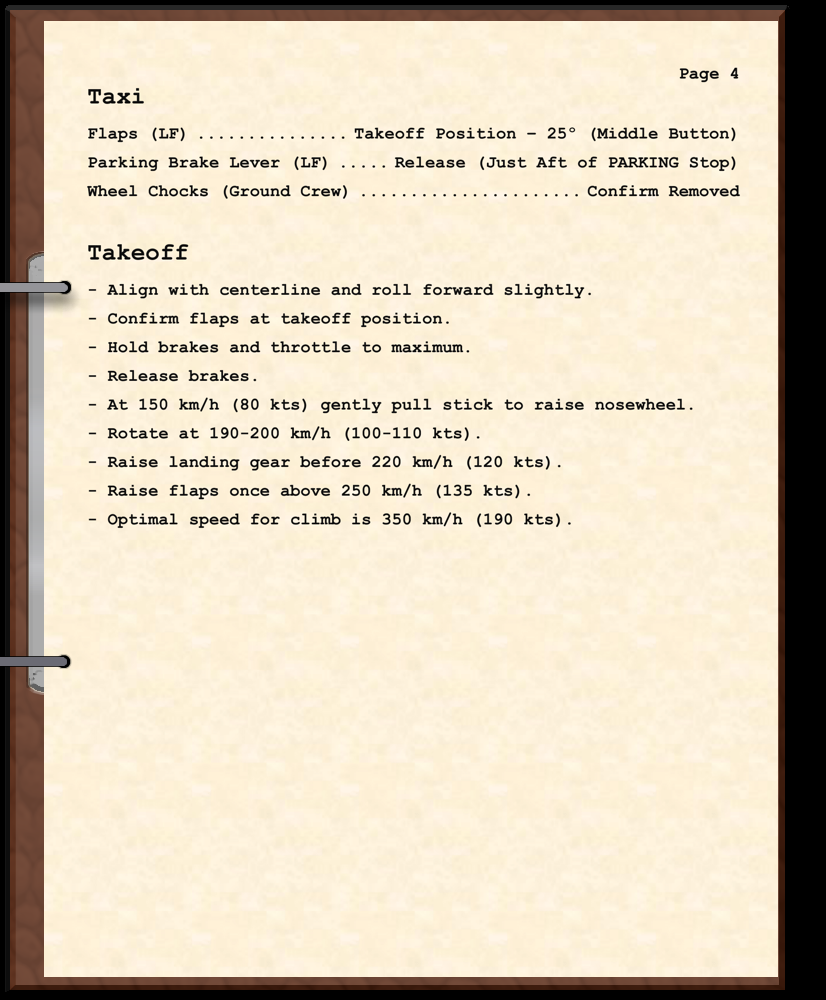 Page 4
Taxi
Flaps (LF) ............... Takeoff Position – 25° (Middle Button)
Parking Brake Lever (LF) ..... Release (Just Aft of PARKING Stop)
Wheel Chocks (Ground Crew) ...................... Confirm Removed
Takeoff
- Align with centerline and roll forward slightly.
- Confirm flaps at takeoff position.
- Hold brakes and throttle to maximum.
- Release brakes.
- At 150 km/h (80 kts) gently pull stick to raise nosewheel.
- Rotate at 190-200 km/h (100-110 kts).
- Raise landing gear before 220 km/h (120 kts).
- Raise flaps once above 250 km/h (135 kts).
- Optimal speed for climb is 350 km/h (190 kts).